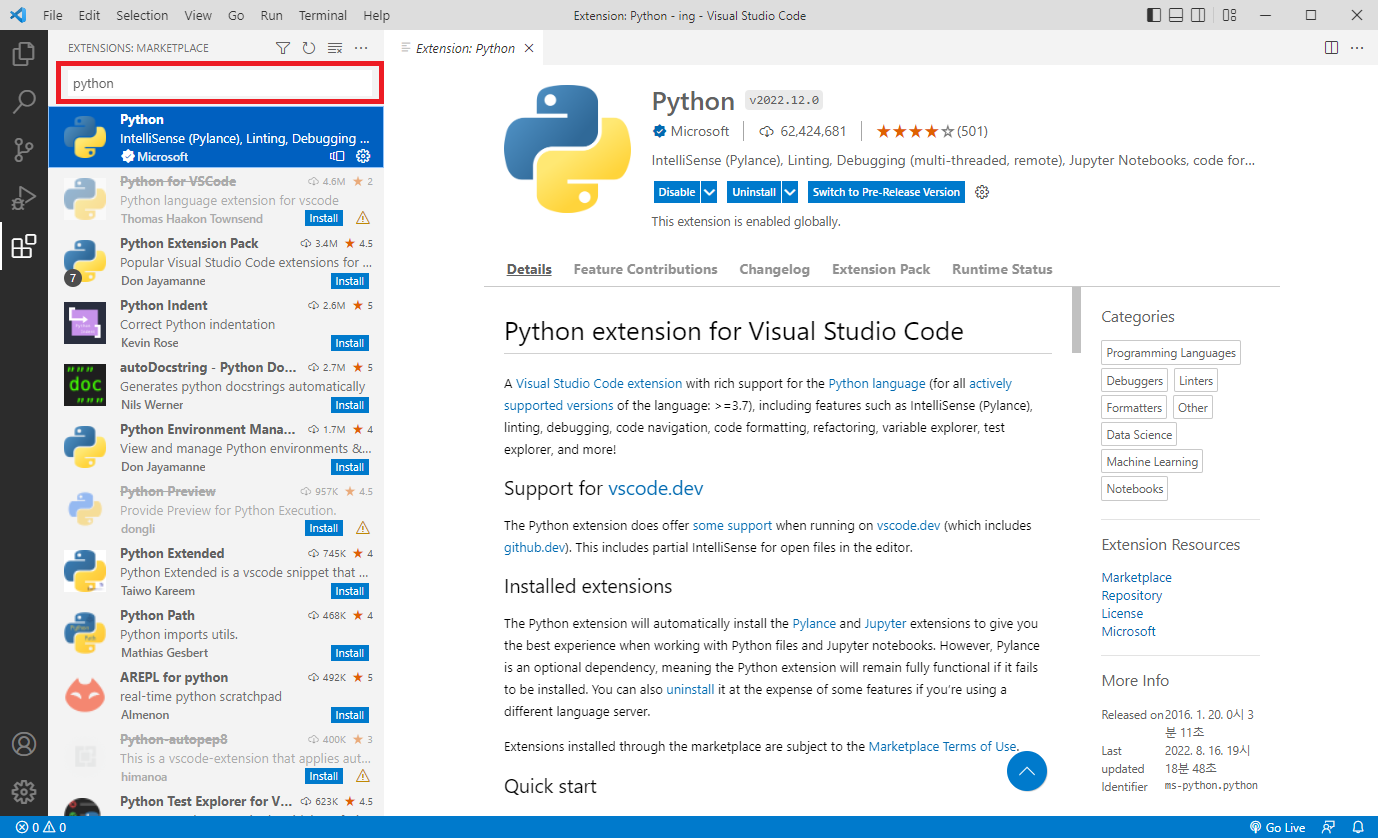 File Edit Selection View Go Run Terminal Help
Extension: Python - ing - Visual Studio Code
EXTENSIONS: MARKETPLACE
python
Python
IntelliSense (Pylance), Linting, Debugging ...
Microsoft
Python for VSCode 4.6M ★ 2
Python language extension for vscode
Thomas Haakon Townsend Install
Python Extension Pack 3.4M ★ 4.5
Popular Visual Studio Code extensions for ...
7
Don Jayamanne Install
Python Indent 2.6M ★ 5
Correct Python indentation
Kevin Rose Install
autoDocstring - Python Do... 2.7M ★ 5
""" doc """
Generates python docstrings automatically
Nils Werner Install
Python Environment Mana... 1.7M ★ 4
View and manage Python environments &...
Don Jayamanne Install
Python Preview 957K ★ 4.5
Provide Preview for Python Execution.
dongli Install
Python Extended 745K ★ 4
Python Extended is a vscode snippet that ...
Taiwo Kareem Install
Python Path 468K ★ 4
Python imports utils.
Mathias Gesbert Install
AREPL for python 492K ★ 5
real-time python scratchpad
Almenon Install
Python-autopep8 400K ★ 3
This is a vscode-extension that applies aut...
himanoa Install
Python Test Explorer for V... 623K ★ 4.5
Extension: Python
Python v2022.12.0
Microsoft 62,424,681 ★★★★☆(501)
IntelliSense (Pylance), Linting, Debugging (multi-threaded, remote), Jupyter Notebooks, code for...
Disable Uninstall Switch to Pre-Release Version
This extension is enabled globally.
Details Feature Contributions Changelog Extension Pack Runtime Status
Python extension for Visual Studio Code
A Visual Studio Code extension with rich support for the Python language (for all actively
supported versions of the language: >=3.7), including features such as IntelliSense (Pylance),
linting, debugging, code navigation, code formatting, refactoring, variable explorer, test
explorer, and more!
Support for vscode.dev
The Python extension does offer some support when running on vscode.dev (which includes
github.dev). This includes partial IntelliSense for open files in the editor.
Installed extensions
The Python extension will automatically install the Pylance and Jupyter extensions to give you
the best experience when working with Python files and Jupyter notebooks. However, Pylance
is an optional dependency, meaning the Python extension will remain fully functional if it fails
to be installed. You can also uninstall it at the expense of some features if you're using a
different language server.
Extensions installed through the marketplace are subject to the Marketplace Terms of Use.
Quick start
Categories
Programming Languages
Debuggers Linters
Formatters Other
Data Science
Machine Learning
Notebooks
Extension Resources
Marketplace
Repository
License
Microsoft
More Info
Released on 2016. 1. 20. 0시 3
분 11초
Last 2022. 8. 16. 19시
updated 18분 48초
Identifier ms-python.python
0 0
Go Live